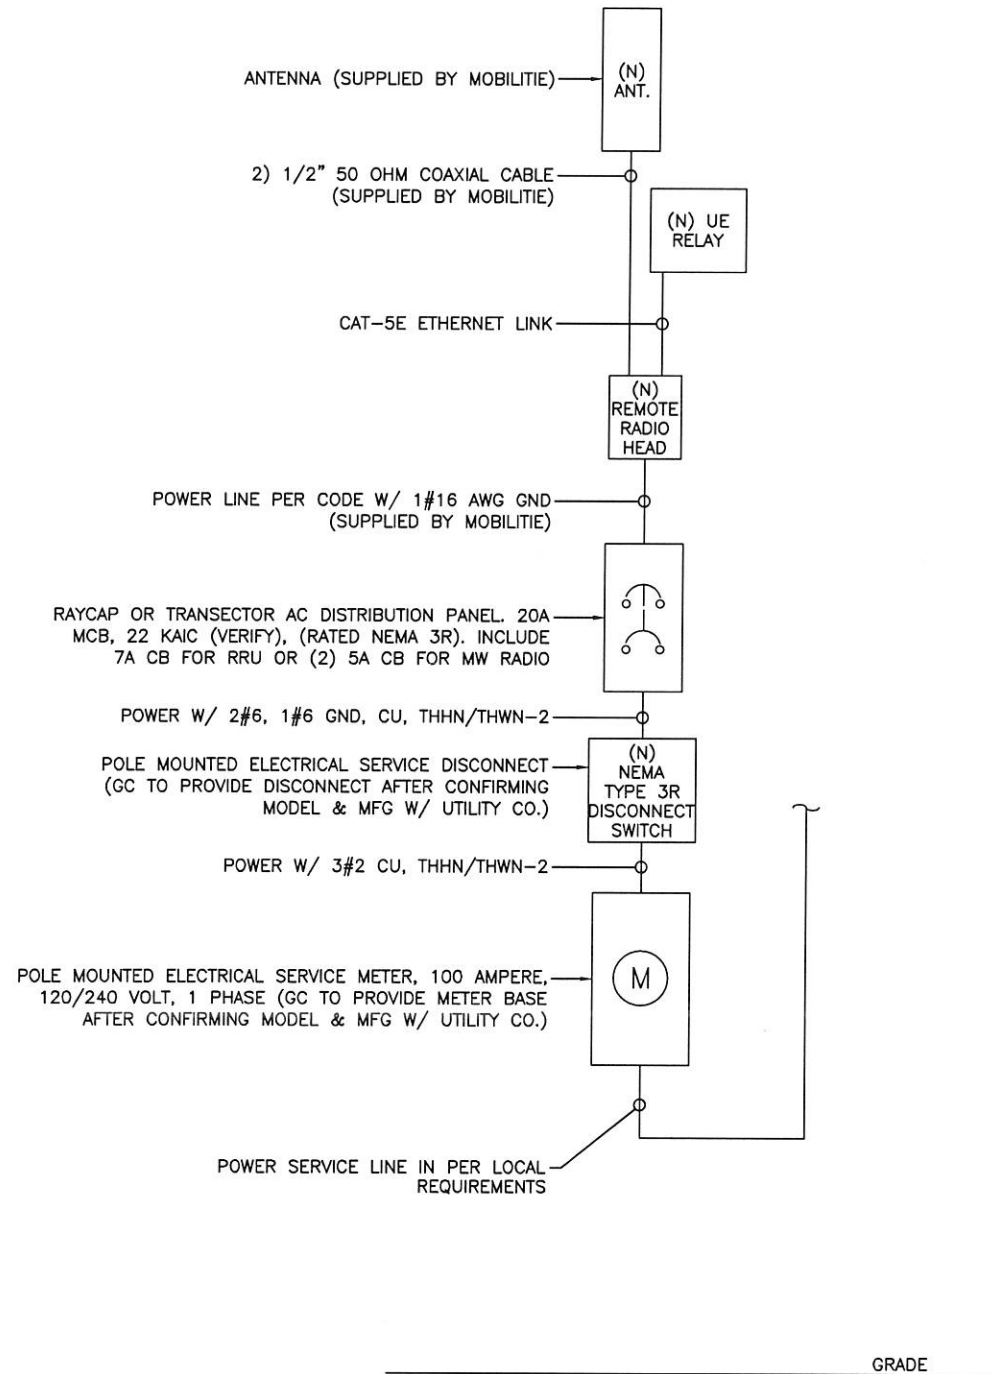 (N)
ANT.
ANTENNA (SUPPLIED BY MOBILITIE)
2) 1/2" 50 OHM COAXIAL CABLE
(SUPPLIED BY MOBILITIE)
(N) UE
RELAY
CAT-5E ETHERNET LINK
(N)
REMOTE
RADIO
HEAD
POWER LINE PER CODE W/ 1#16 AWG GND
(SUPPLIED BY MOBILITIE)
RAYCAP OR TRANSECTOR AC DISTRIBUTION PANEL. 20A
MCB, 22 KAIC (VERIFY), (RATED NEMA 3R). INCLUDE
7A CB FOR RRU OR (2) 5A CB FOR MW RADIO
POWER W/ 2#6, 1#6 GND, CU, THHN/THWN-2
POLE MOUNTED ELECTRICAL SERVICE DISCONNECT
(GC TO PROVIDE DISCONNECT AFTER CONFIRMING
MODEL & MFG W/ UTILITY CO.)
(N)
NEMA
TYPE 3R
DISCONNECT
SWITCH
POWER W/ 3#2 CU, THHN/THWN-2
M
POLE MOUNTED ELECTRICAL SERVICE METER, 100 AMPERE,
120/240 VOLT, 1 PHASE (GC TO PROVIDE METER BASE
AFTER CONFIRMING MODEL & MFG W/ UTILITY CO.)
POWER SERVICE LINE IN PER LOCAL
REQUIREMENTS
GRADE